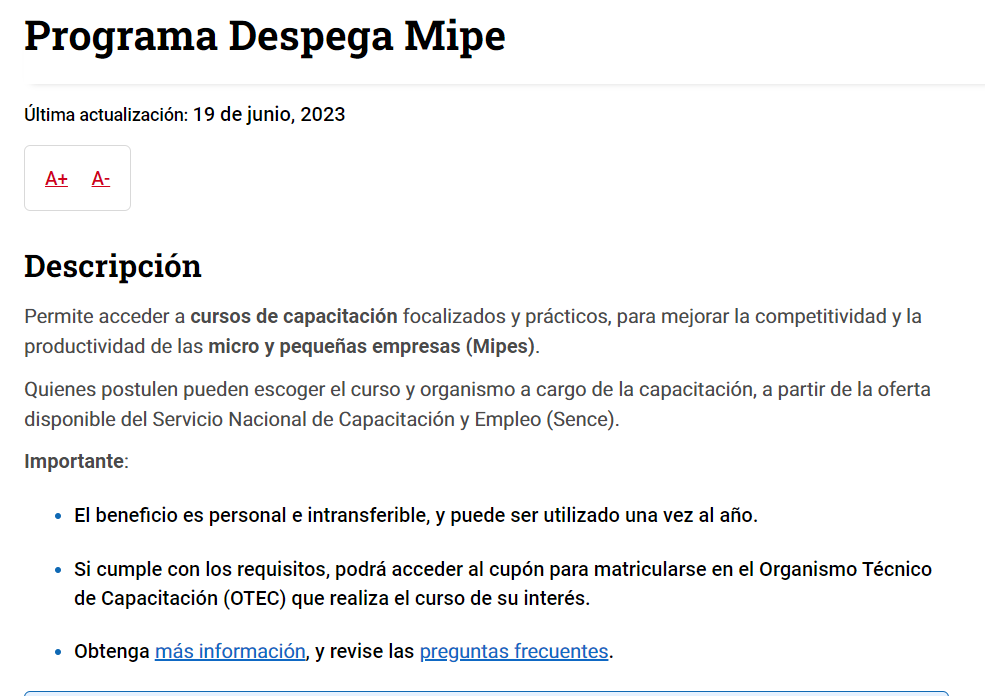 Programa Despega Mipe
Última actualización: 19 de junio, 2023
A+ A-
Descripción
Permite acceder a cursos de capacitación focalizados y prácticos, para mejorar la competitividad y la
productividad de las micro y pequeñas empresas (Mipes).
Quienes postulen pueden escoger el curso y organismo a cargo de la capacitación, a partir de la oferta
disponible del Servicio Nacional de Capacitación y Empleo (Sence).
Importante:
• El beneficio es personal e intransferible, y puede ser utilizado una vez al año.
• Si cumple con los requisitos, podrá acceder al cupón para matricularse en el Organismo Técnico
de Capacitación (OTEC) que realiza el curso de su interés.
• Obtenga más información, y revise las preguntas frecuentes.